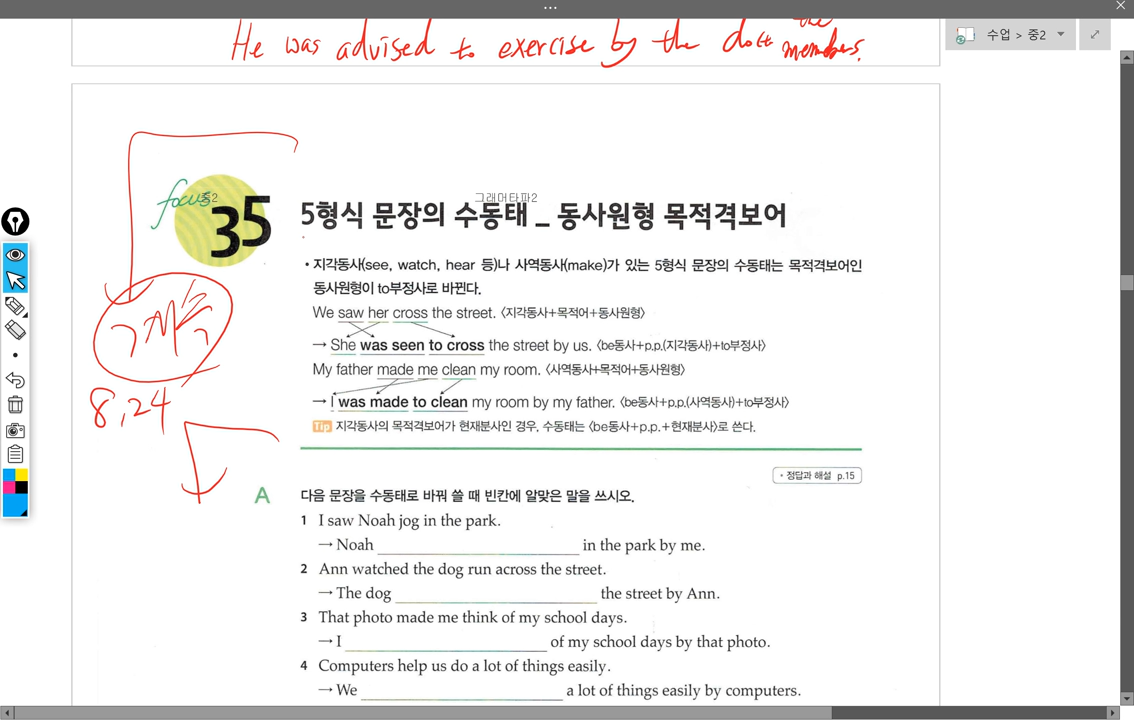 He was advised to exercise by the
members.
수업 > 중2
focus
중2
그래머타파2
35
5형식 문장의 수동태 _ 동사원형 목적격보어
• 지각동사(see, watch, hear 등)나 사역동사(make)가 있는 5형식 문장의 수동태는 목적격보어인
동사원형이 to부정사로 바뀐다.
We saw her cross the street. <지각동사+목적어+동사원형>
→ She was seen to cross the street by us. <be동사+p.p.(지각동사)+to부정사>
My father made me clean my room. <사역동사+목적어+동사원형>
→ I was made to clean my room by my father. <be동사+p.p.(사역동사)+to부정사>
Tip 지각동사의 목적격보어가 현재분사인 경우, 수동태는 <be동사+p.p.+현재분사>로 쓴다.
8.24
• 정답과 해설 p.15
A 다음 문장을 수동태로 바꿔 쓸 때 빈칸에 알맞은 말을 쓰시오.
1 I saw Noah jog in the park.
→ Noah ____ in the park by me.
2 Ann watched the dog run across the street.
→ The dog ____ the street by Ann.
3 That photo made me think of my school days.
→ I ____ of my school days by that photo.
4 Computers help us do a lot of things easily.
→ We ____ a lot of things easily by computers.